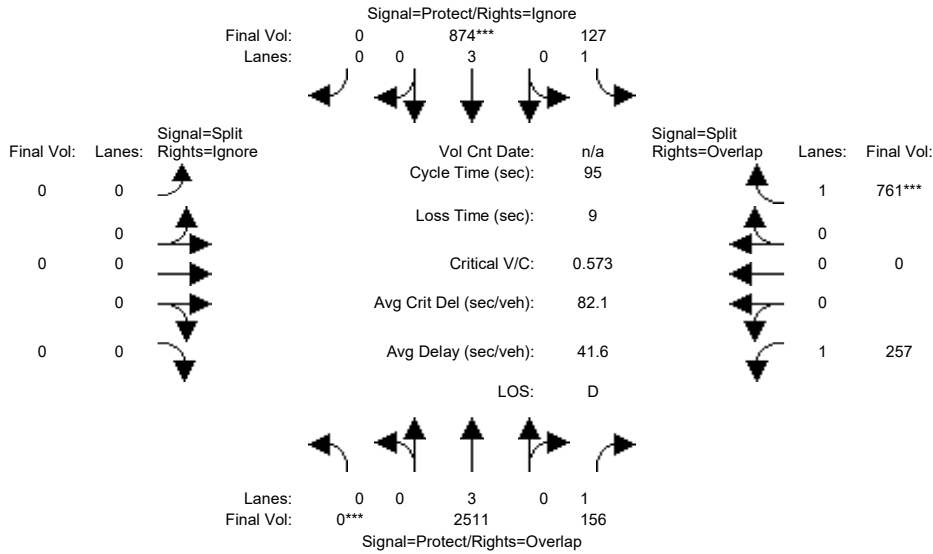 Signal=Protect/Rights=Ignore
Final Vol: 0 874*** 127
Lanes: 0 0 3 0 1
Signal=Split
Final Vol: Lanes: Rights=Ignore
Vol Cnt Date: n/a
Signal=Split
Rights=Overlap Lanes: Final Vol:
Cycle Time (sec): 95
0 0
1 761***
Loss Time (sec): 9
0
0
0 0
Critical V/C: 0.573
0 0
0
Avg Crit Del (sec/veh): 82.1
0
0 0
Avg Delay (sec/veh): 41.6
1 257
LOS: D
Lanes: 0 0 3 0 1
Final Vol: 0*** 2511 156
Signal=Protect/Rights=Overlap